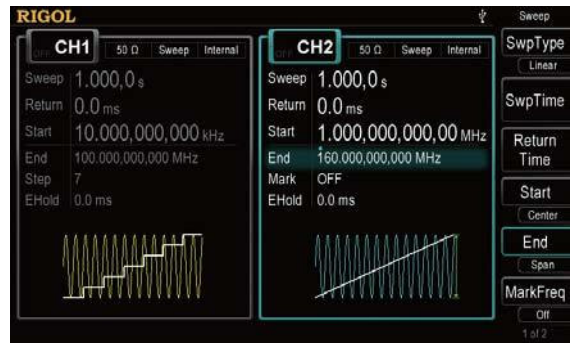 RIGOL
Sweep
OFF CH1 50 Ω Sweep Internal
Sweep 1.000,0 s
Return 0.0 ms
Start 10.000,000,000 kHz
End 100.000,000,000 MHz
Step 7
EHold 0.0 ms
OFF CH2 50 Ω Sweep Internal
Sweep 1.000,0 s
Return 0.0 ms
Start 1.000,000,000,00 MHz
End 160.000,000,000 MHz
Mark OFF
EHold 0.0 ms
SwpType
Linear
SwpTime
Return
Time
Start
Center
End
Span
MarkFreq
Off
1 of 2